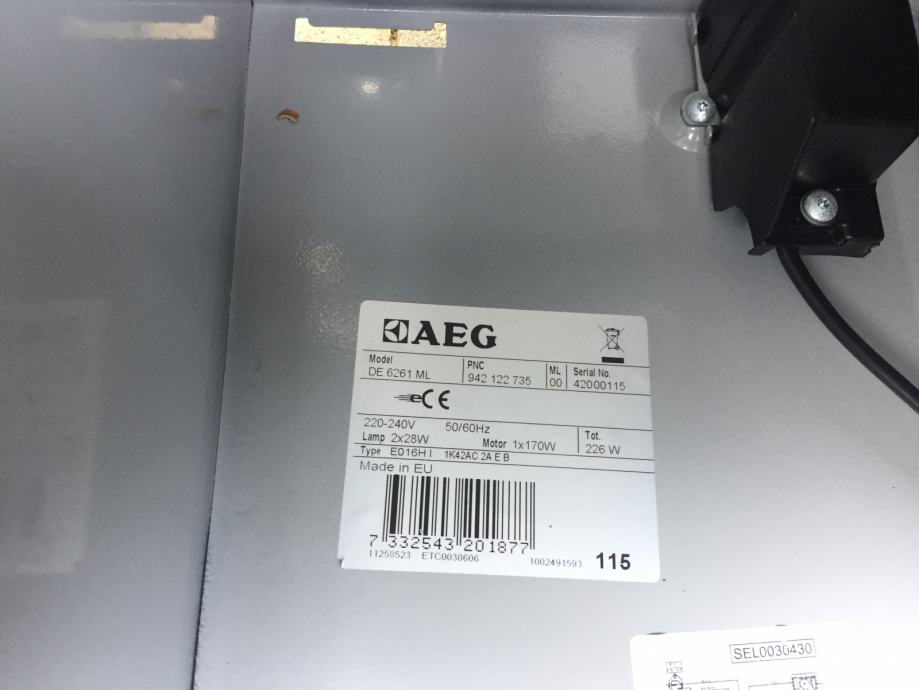 AEG
Model PNC ML Serial No.
DE 6261 ML 942 122 735 00 42000115
CE
220-240V 50/60Hz
Lamp 2x28W Motor 1x170W Tot. 226 W
Type E016H I 1K42AC 2A E B
Made in EU
7 332543 201877
11258523 ETC0030606 1002491593 115
SEL0030430